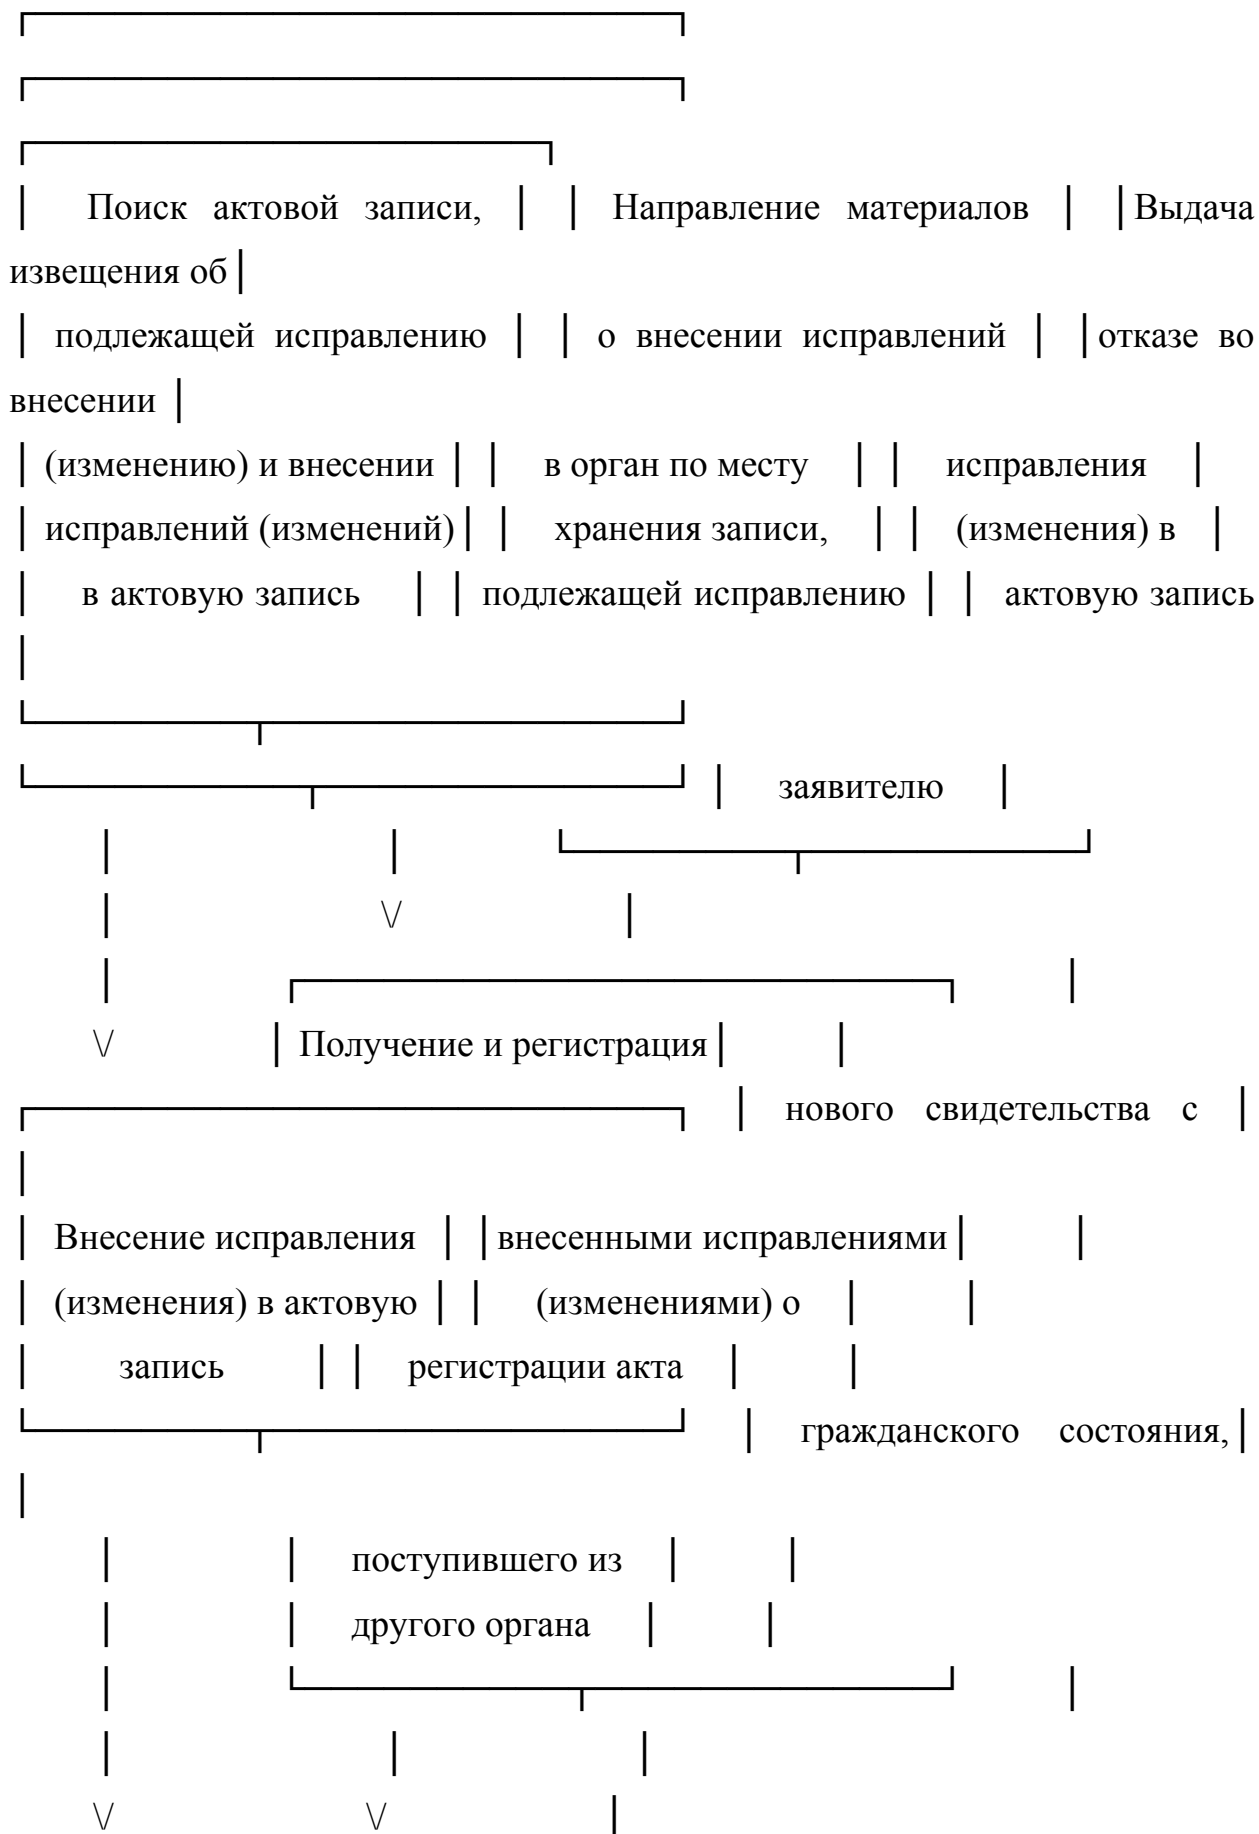 ┌─────────────────────────┐
┌─────────────────────────┐
┌────────────────────┐
│ Поиск актовой записи, │ │ Направление материалов │ │Выдача
извещения об│
│ подлежащей исправлению │ │ о внесении исправлений │ │отказе во
внесении │
│ (изменению) и внесении │ │ в орган по месту │ │ исправления │
│ исправлений (изменений)│ │ хранения записи, │ │ (изменения) в │
│ в актовую запись │ │ подлежащей исправлению │ │ актовую запись
│
└─────────┬───────────────┘
└───────────┬─────────────┘ │ заявителю │
│ │ └─────────┬──────────┘
│ \/ │
│ ┌─────────────────────────┐ │
\/ │ Получение и регистрация│ │
┌─────────────────────────┐ │ нового свидетельства с │
│
│ Внесение исправления │ │внесенными исправлениями│ │
│ (изменения) в актовую │ │ (изменениями) о │ │
│ запись │ │ регистрации акта │ │
└─────────┬───────────────┘ │ гражданского состояния,│
│
│ │ поступившего из │ │
│ │ другого органа │ │
│ └───────────┬─────────────┘ │
│ │ │
\/ \/ │